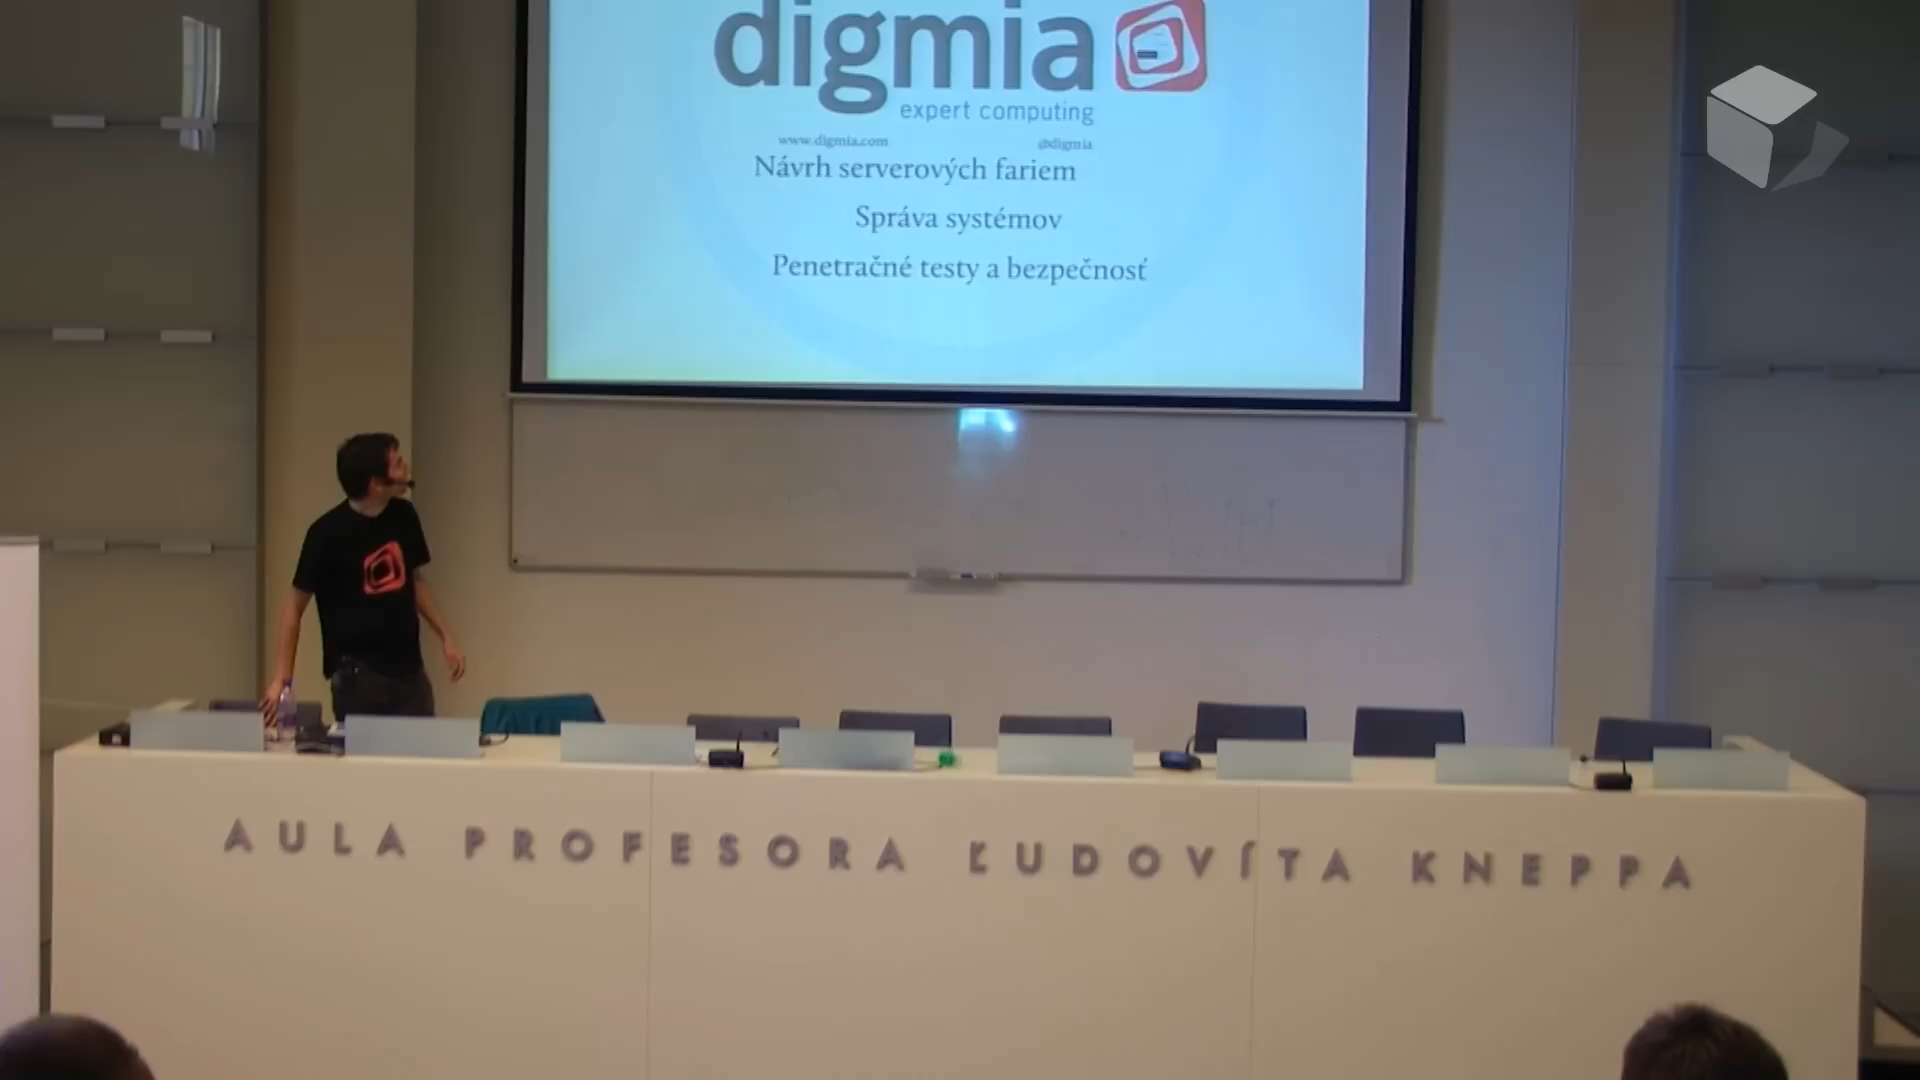 digmia
expert computing
www.digmia.com @digmia
Návrh serverových fariem
Správa systémov
Penetračné testy a bezpečnosť
AULA PROFESORA ĽUDOVÍTA KNEPPA